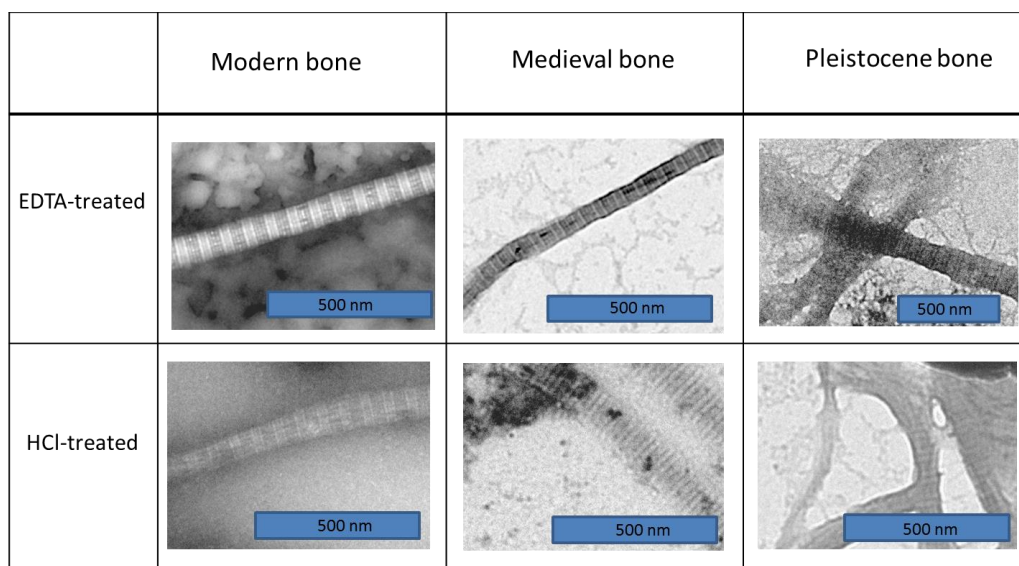 Modern bone
Medieval bone
Pleistocene bone
EDTA-treated
500 nm
500 nm
500 nm
HCl-treated
500 nm
500 nm
500 nm